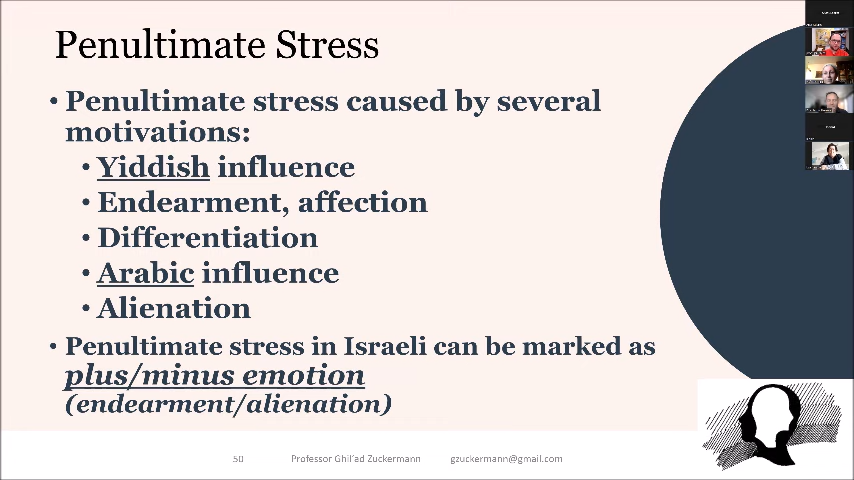 Penultimate Stress
• Penultimate stress caused by several
motivations:
• Yiddish influence
• Endearment, affection
• Differentiation
• Arabic influence
• Alienation
• Penultimate stress in Israeli can be marked as
plus/minus emotion
(endearment/alienation)
50 Professor Ghil'ad Zuckermann gzuckermann@gmail.com